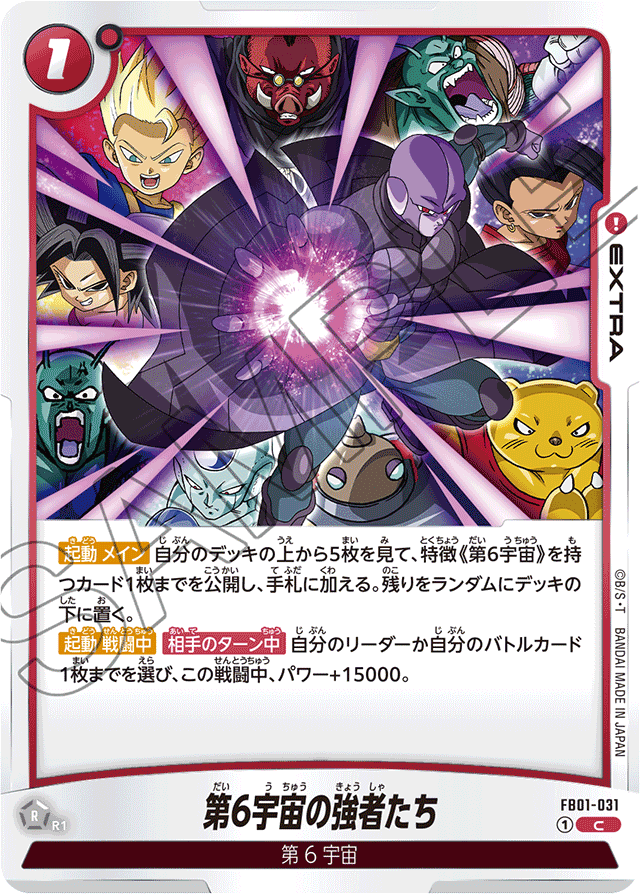 1
EXTRA
SAMPLE
起動 メイン 自分のデッキの上から5枚を見て、特徴《第6宇宙》を持
つカード1枚までを公開し、手札に加える。残りをランダムにデッキの
下に置く。
起動 戦闘中 相手のターン中 自分のリーダーか自分のバトルカード
1枚までを選び、この戦闘中、パワー+15000。
©B/S・T BANDAI MADE IN JAPAN
第6宇宙の強者たち
FB01-031
R R1
1 C
第6宇宙